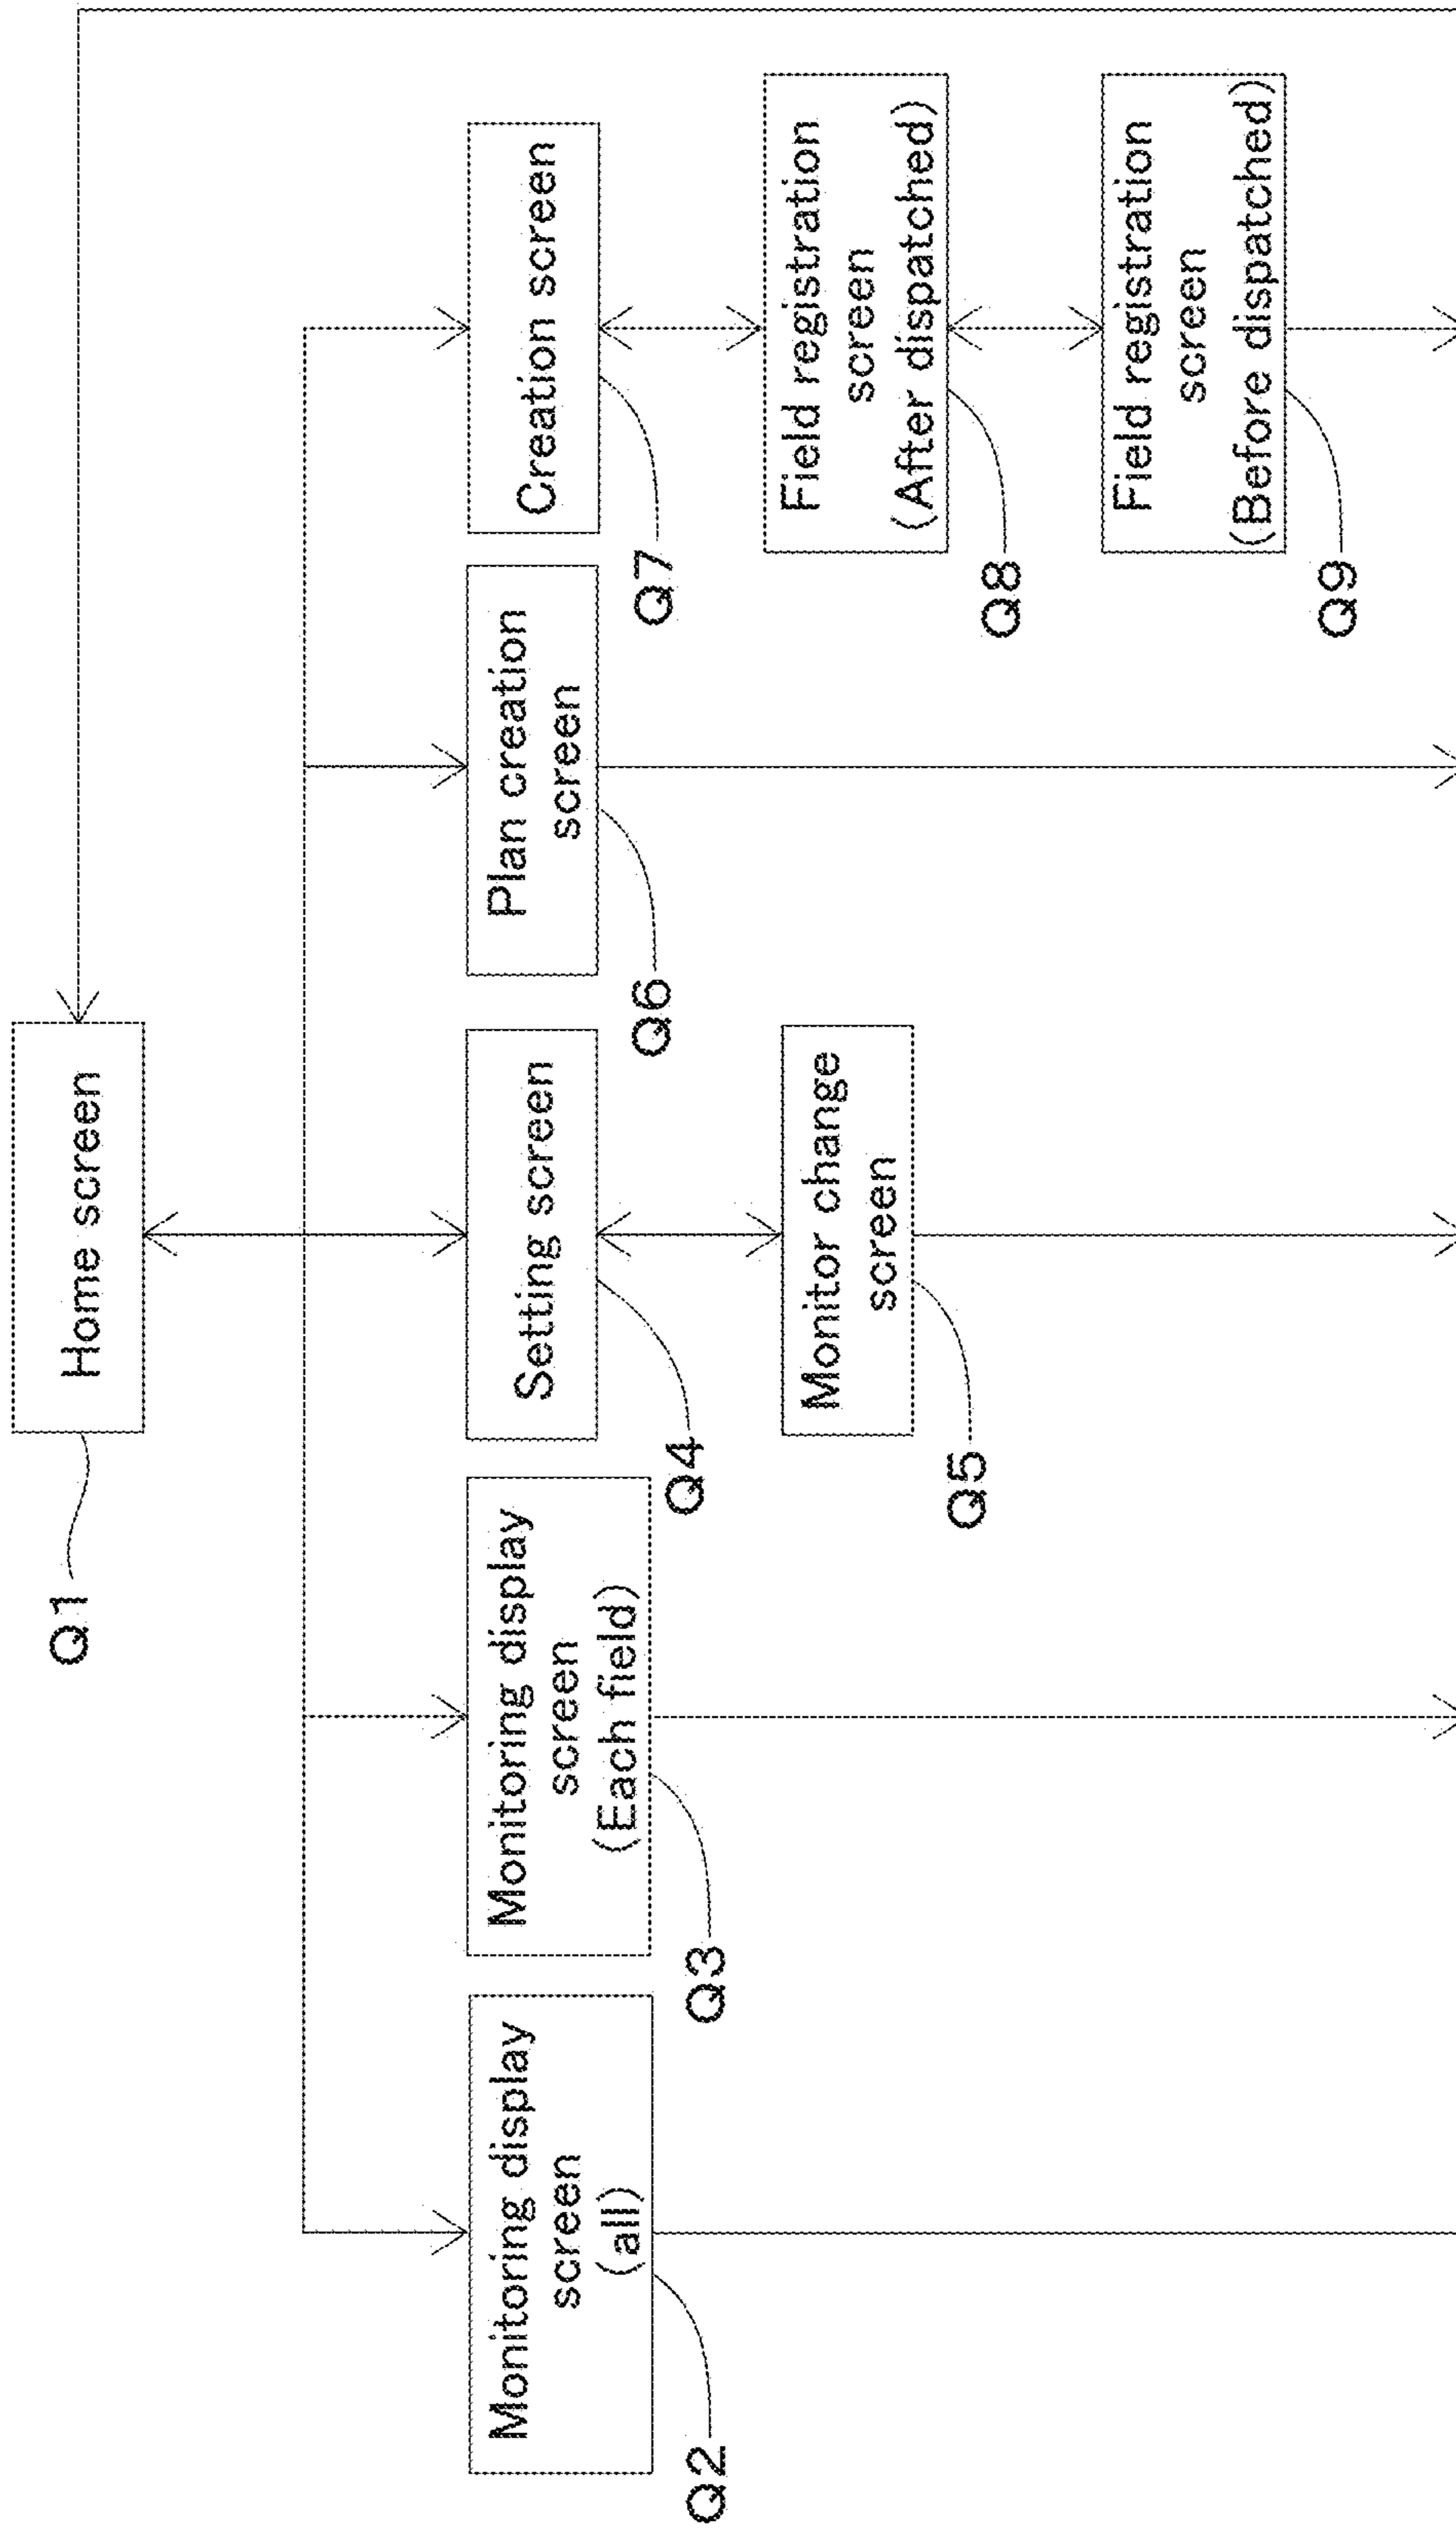 Home screen
Q1
Monitoring display
screen
(all)
Q2
Monitoring display
screen
(Each field)
Q3
Setting screen
Q4
Monitor change
screen
Q5
Plan creation
screen
Q6
Creation screen
Q7
Field registration
screen
(After dispatched)
Q8
Field registration
screen
(Before dispatched)
Q9